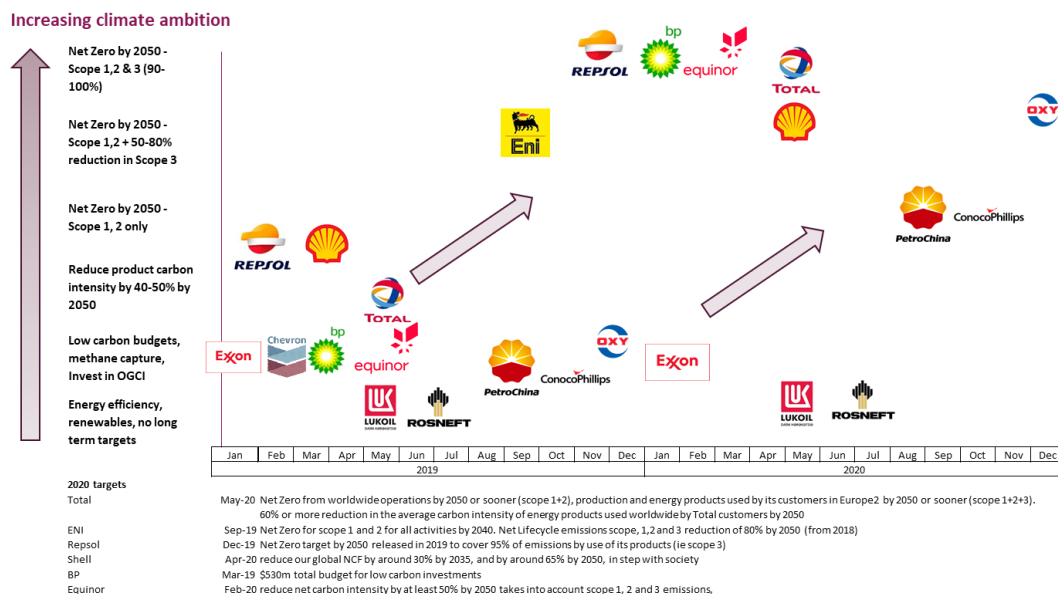 Increasing climate ambition
Net Zero by 2050 -
Scope 1,2 & 3 (90-
100%)
Net Zero by 2050 -
Scope 1,2 + 50-80%
reduction in Scope 3
Net Zero by 2050 -
Scope 1, 2 only
Reduce product carbon
intensity by 40-50% by
2050
Low carbon budgets,
methane capture,
Invest in OGCI
Energy efficiency,
renewables, no long
term targets
REPSOL
bp
equinor
TOTAL
OXY
Eni
PetroChina
ConocoPhillips
REPSOL
TOTAL
Exxon
Chevron
bp
equinor
PetroChina
ConocoPhillips
OXY
Exxon
LUKOIL
ROSNEFT
LUKOIL
ROSNEFT
Jan Feb Mar Apr May Jun Jul Aug Sep Oct Nov Dec Jan Feb Mar Apr May Jun Jul Aug Oct Nov Dec
2019 2020
2020 targets
Total May-20 Net Zero from worldwide operations by 2050 or sooner (scope 1+2), production and energy products used by its customers in Europe2 by 2050 or sooner (scope 1+2+3).
60% or more reduction in the average carbon intensity of energy products used worldwide by Total customers by 2050
ENI Sep-19 Net Zero for scope 1 and 2 for all activities by 2040. Net Lifecycle emissions scope, 1,2 and 3 reduction of 80% by 2050 (from 2018)
Repsol Dec-19 Net Zero target by 2050 released in 2019 to cover 95% of emissions by use of its products (ie scope 3)
Shell Apr-20 reduce our global NCF by around 30% by 2035, and by around 65% by 2050, in step with society
BP Mar-19 $530m total budget for low carbon investments
Equinor Feb-20 reduce net carbon intensity by at least 50% by 2050 takes into account scope 1, 2 and 3 emissions,